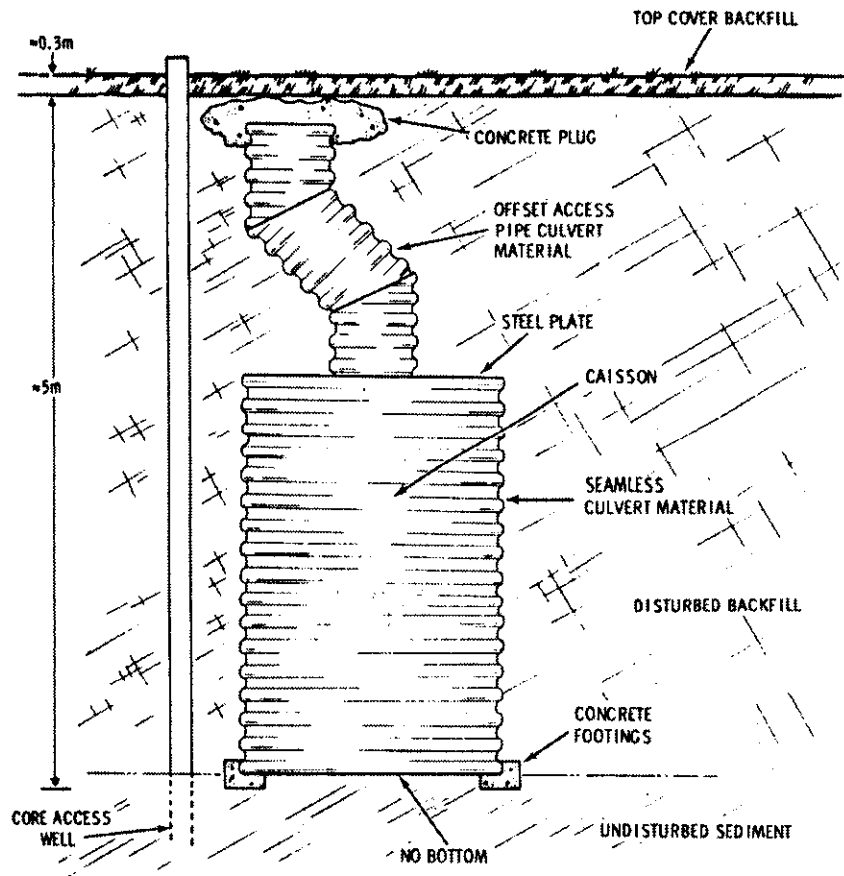 TOP COVER BACKFILL
≈0.3m
CONCRETE PLUG
OFFSET ACCESS
PIPE CULVERT
MATERIAL
STEEL PLATE
≈5m
CAISSON
SEAMLESS
CULVERT MATERIAL
DISTURBED BACKFILL
CONCRETE
FOOTINGS
CORE ACCESS
WELL
NO BOTTOM
UNDISTURBED SEDIMENT